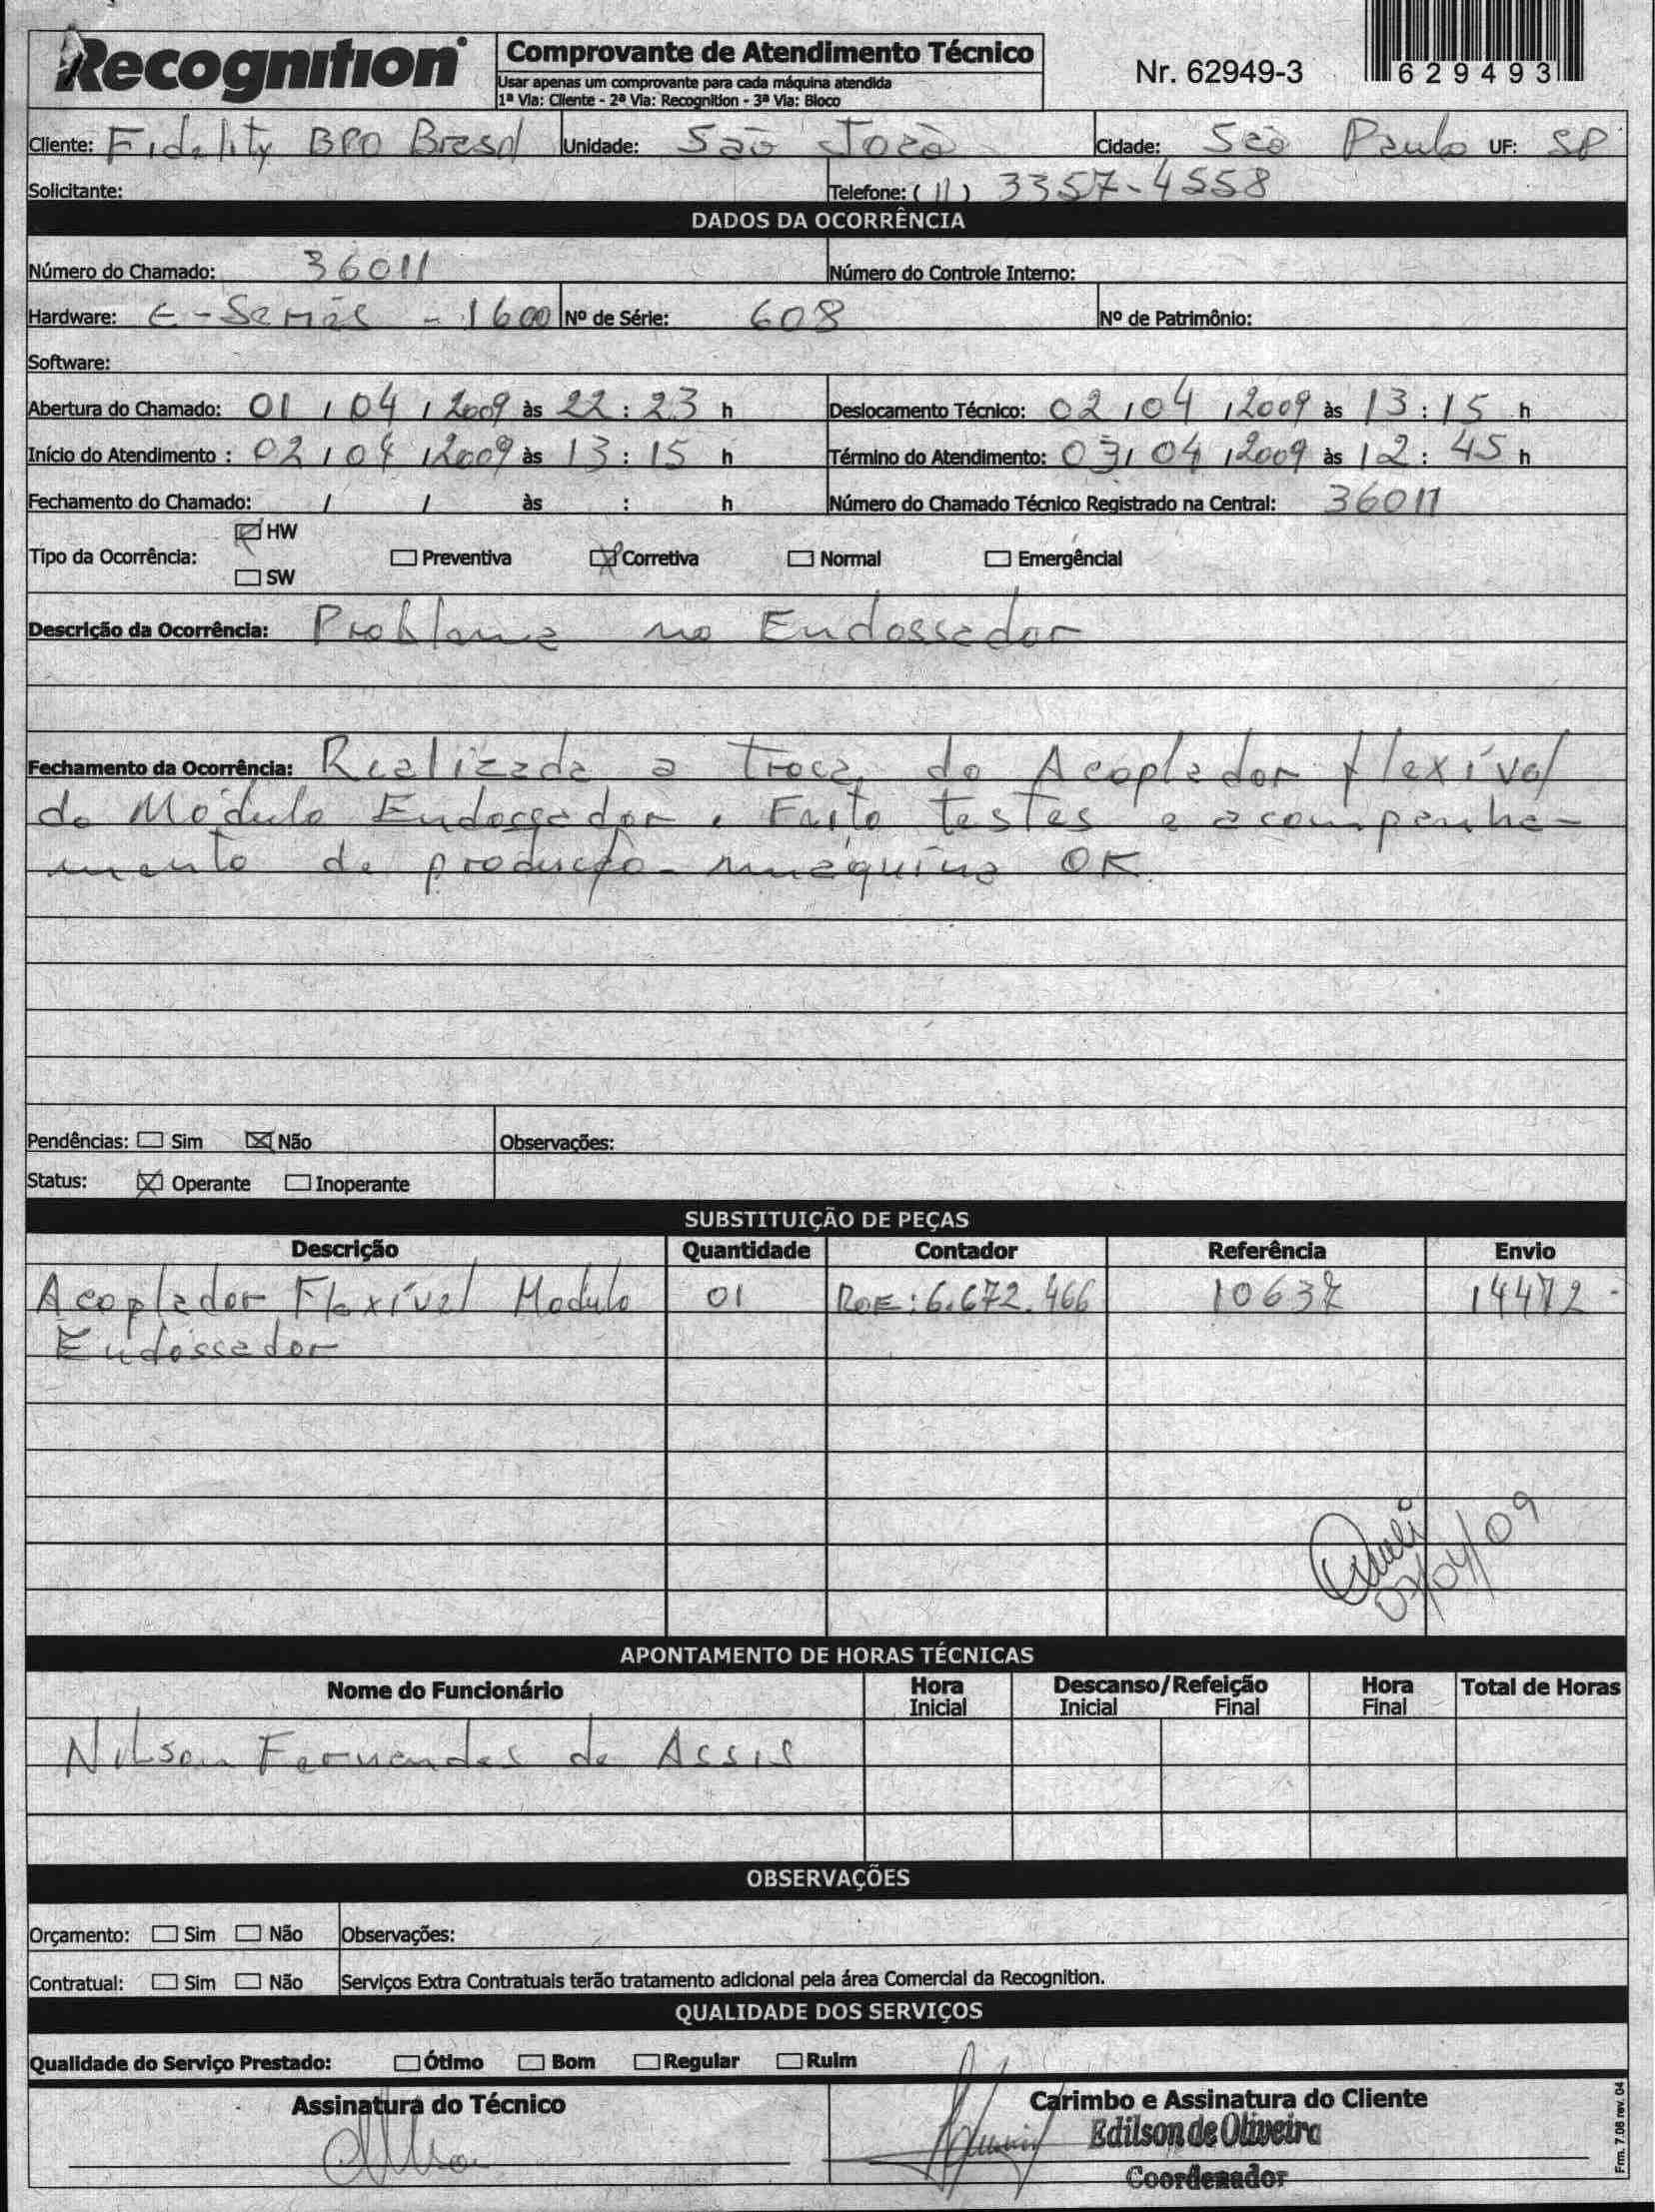 Recognition Comprovante de Atendimento Técnico Nr. 62949-3 629493
Usar apenas um comprovante para cada máquina atendida
1ª Via: Cliente - 2ª Via: Recognition - 3ª Via: Bloco
Cliente: Fidelity BPO Brasil Unidade: São João Cidade: São Paulo UF: SP
Solicitante: Telefone: (11) 3357-4558
DADOS DA OCORRÊNCIA
Número do Chamado: 36011 Número do Controle Interno:
Hardware: E-Series - 1600 Nº de Série: 608 Nº de Patrimônio:
Software:
Abertura do Chamado: 01/04/2009 às 22:23 h Deslocamento Técnico: 02/04/2009 às 13:15 h
Início do Atendimento: 02/04/2009 às 13:15 h Término do Atendimento: 03/04/2009 às 12:45 h
Fechamento do Chamado: / / às : h Número do Chamado Técnico Registrado na Central: 36011
HW
Tipo da Ocorrência: Preventiva Corretiva Normal Emergêncial
SW
Descrição da Ocorrência: Problema no Endossador
Fechamento da Ocorrência: Realizada a troca do Acoplador flexível
do Módulo Endossador. Feito testes e acompanha-
mento de produção máquina OK.
Pendências: Sim Não Observações:
Status: Operante Inoperante
SUBSTITUIÇÃO DE PEÇAS
Descrição Quantidade Contador Referência Envio
Acoplador Flexível Modulo 01 ROE: 6.672.466 10637 14472
Endossador
/04/09
APONTAMENTO DE HORAS TÉCNICAS
Nome do Funcionário Hora Inicial Descanso/Refeição Inicial Final Hora Final Total de Horas
Nilson Fernandes de Assis
OBSERVAÇÕES
Orçamento: Sim Não Observações:
Contratual: Sim Não Serviços Extra Contratuais terão tratamento adicional pela área Comercial da Recognition.
QUALIDADE DOS SERVIÇOS
Qualidade do Serviço Prestado: Ótimo Bom Regular Ruim
Assinatura do Técnico Carimbo e Assinatura do Cliente
Edilson de Oliveira
Coordenador
Frm. 7.06 rev. 04